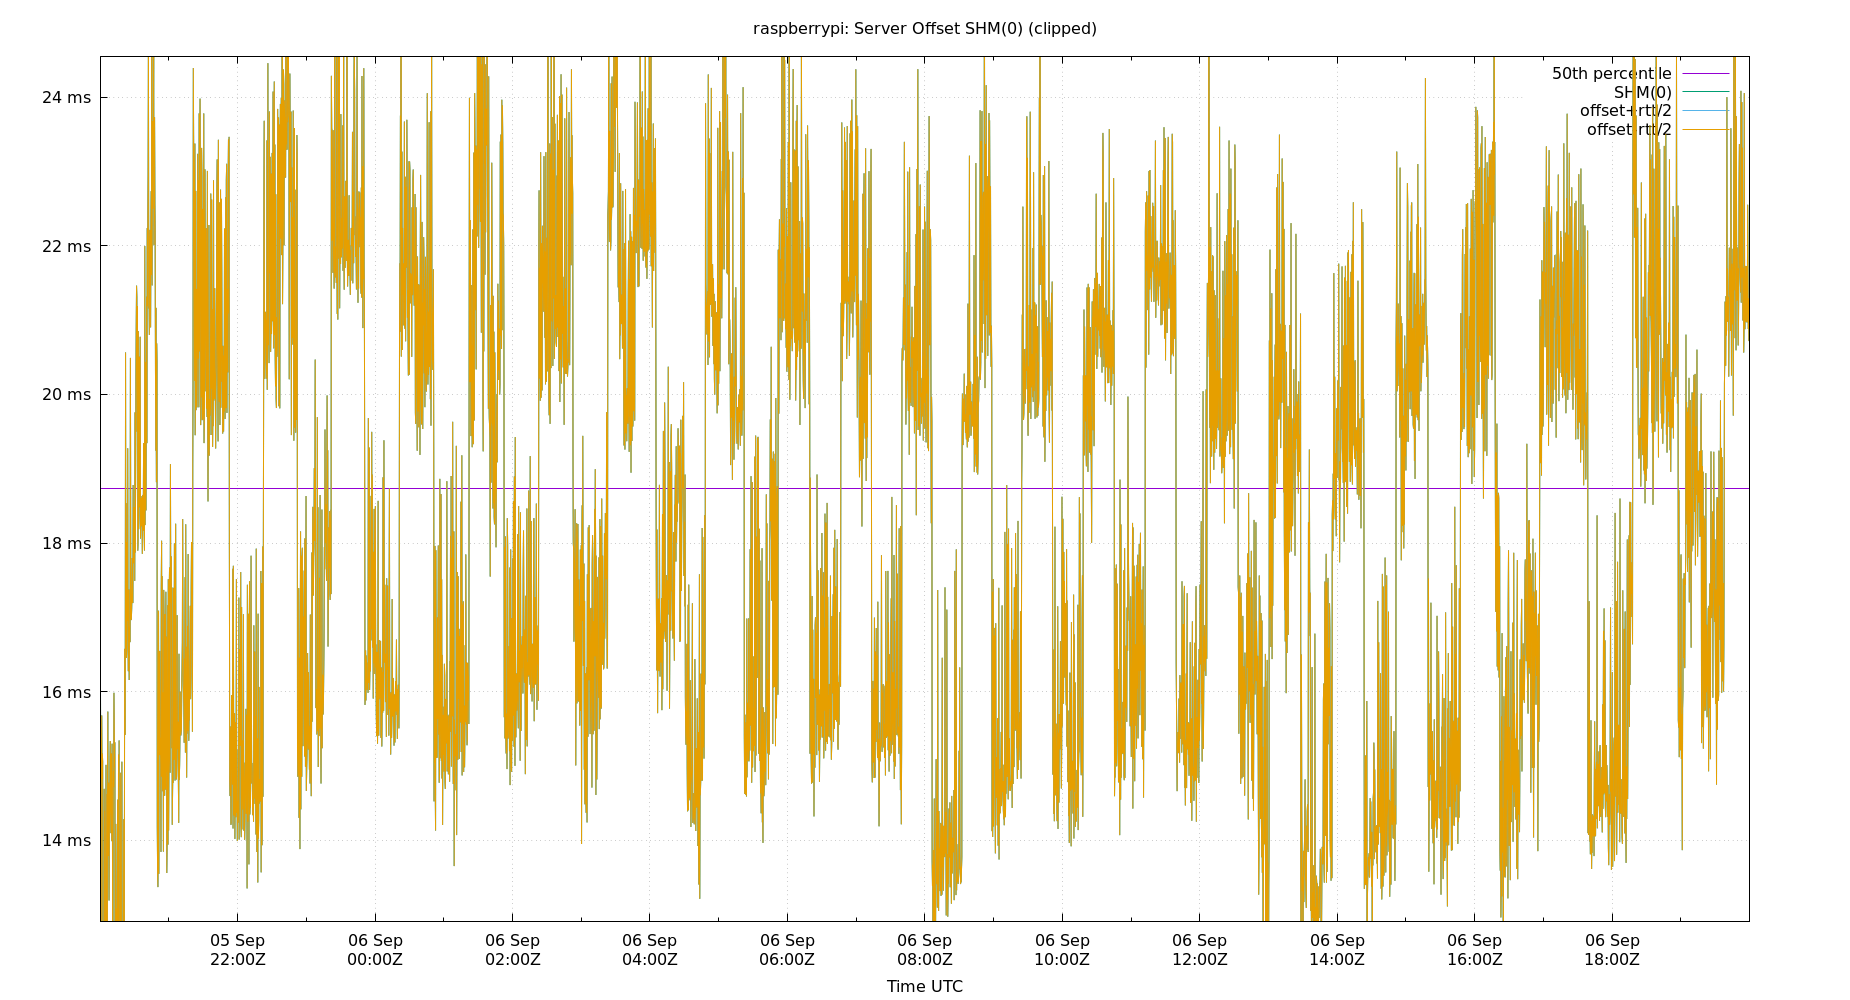 raspberrypi: Server Offset SHM(0) (clipped)
50th percentile
SHM(0)
offset+rtt/2
offset-rtt/2
24 ms
22 ms
20 ms
18 ms
16 ms
14 ms
05 Sep
22:00Z
06 Sep
00:00Z
06 Sep
02:00Z
06 Sep
04:00Z
06 Sep
06:00Z
06 Sep
08:00Z
06 Sep
10:00Z
06 Sep
12:00Z
06 Sep
14:00Z
06 Sep
16:00Z
06 Sep
18:00Z
Time UTC